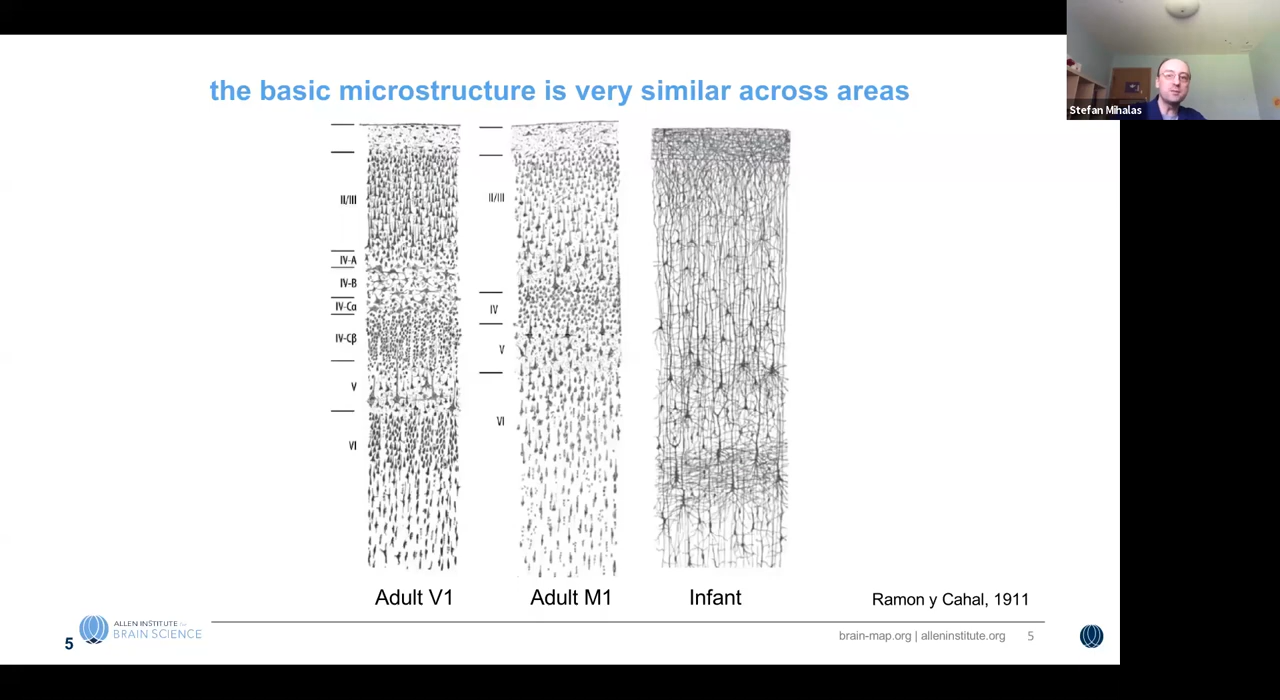 the basic microstructure is very similar across areas
Stefan Mihalas
II/III
IV-A
IV-B
IV-Cα
IV-Cβ
V
VI
II/III
IV
V
VI
Adult V1
Adult M1
Infant
Ramon y Cahal, 1911
5
ALLEN INSTITUTE for
BRAIN SCIENCE
brain-map.org | alleninstitute.org
5